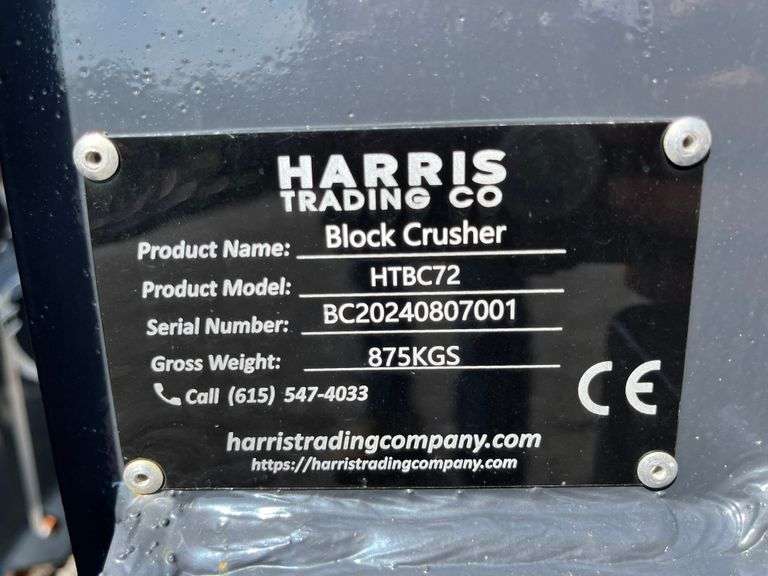 HARRIS
TRADING CO
Product Name: Block Crusher
Product Model: HTBC72
Serial Number: BC20240807001
Gross Weight: 875KGS
Call (615) 547-4033
CE
harristradingcompany.com
https://harristradingcompany.com